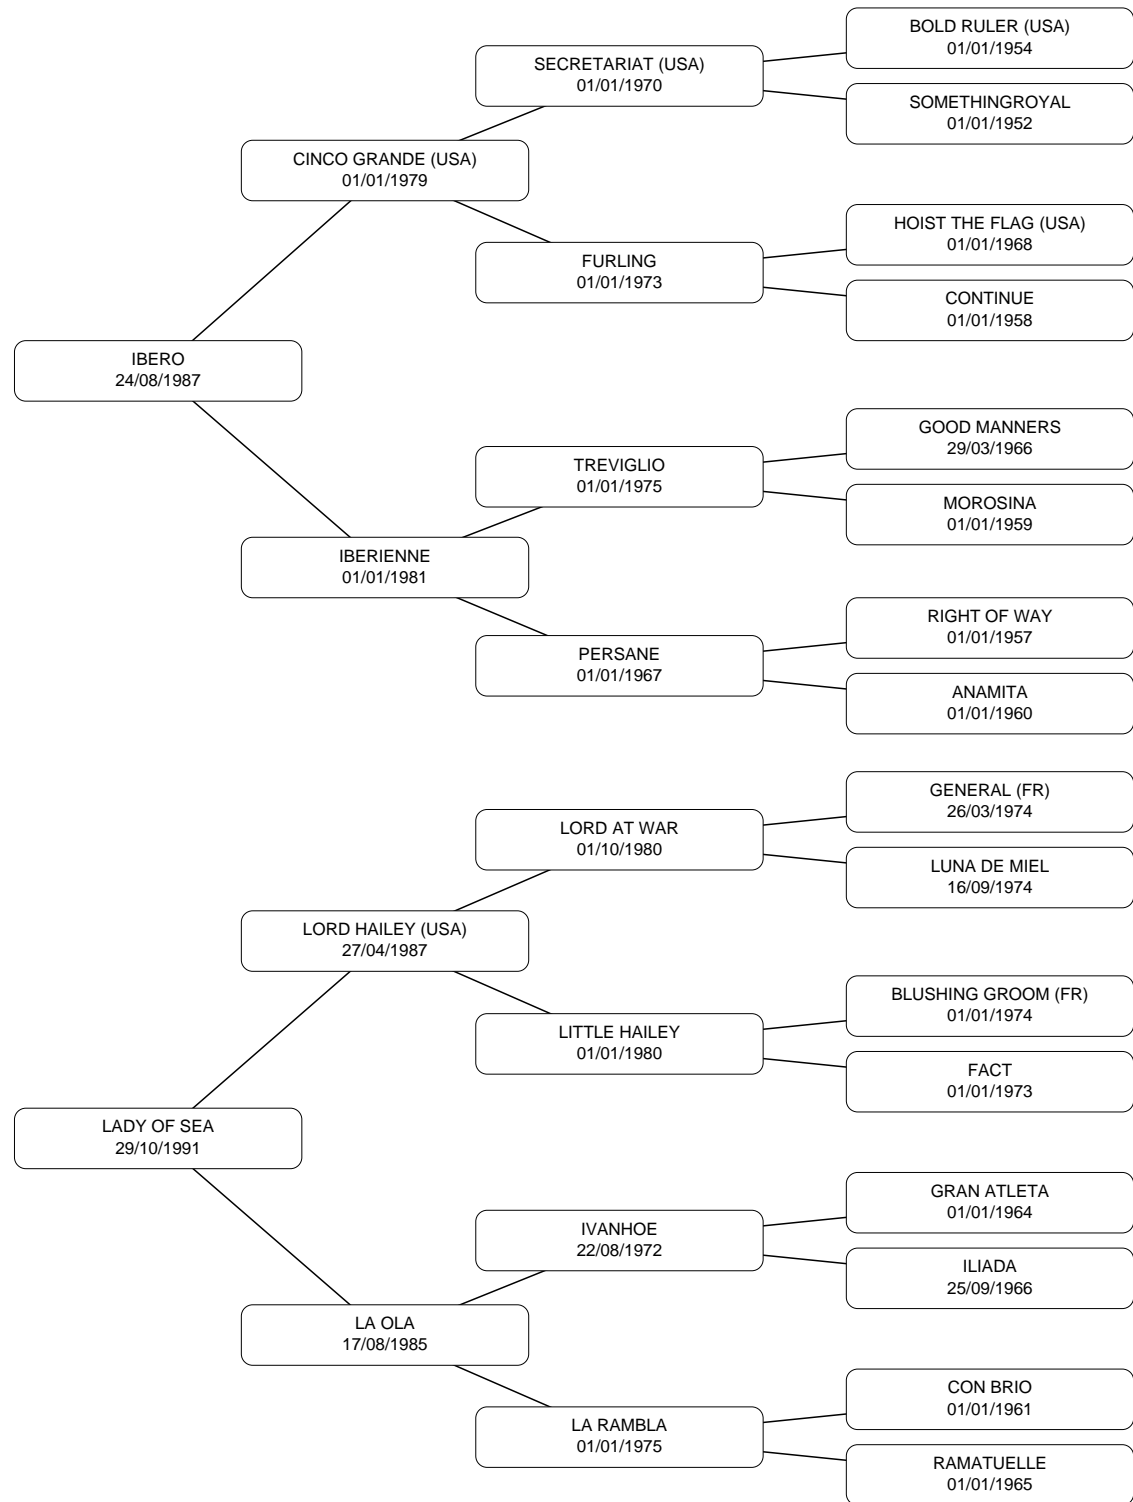 BOLD RULER (USA)
01/01/1954
SECRETARIAT (USA)
01/01/1970
SOMETHINGROYAL
01/01/1952
CINCO GRANDE (USA)
01/01/1979
HOIST THE FLAG (USA)
01/01/1968
FURLING
01/01/1973
CONTINUE
01/01/1958
IBERO
24/08/1987
GOOD MANNERS
29/03/1966
TREVIGLIO
01/01/1975
MOROSINA
01/01/1959
IBERIENNE
01/01/1981
RIGHT OF WAY
01/01/1957
PERSANE
01/01/1967
ANAMITA
01/01/1960
GENERAL (FR)
26/03/1974
LORD AT WAR
01/10/1980
LUNA DE MIEL
16/09/1974
LORD HAILEY (USA)
27/04/1987
BLUSHING GROOM (FR)
01/01/1974
LITTLE HAILEY
01/01/1980
FACT
01/01/1973
LADY OF SEA
29/10/1991
GRAN ATLETA
01/01/1964
IVANHOE
22/08/1972
ILIADA
25/09/1966
LA OLA
17/08/1985
CON BRIO
01/01/1961
LA RAMBLA
01/01/1975
RAMATUELLE
01/01/1965